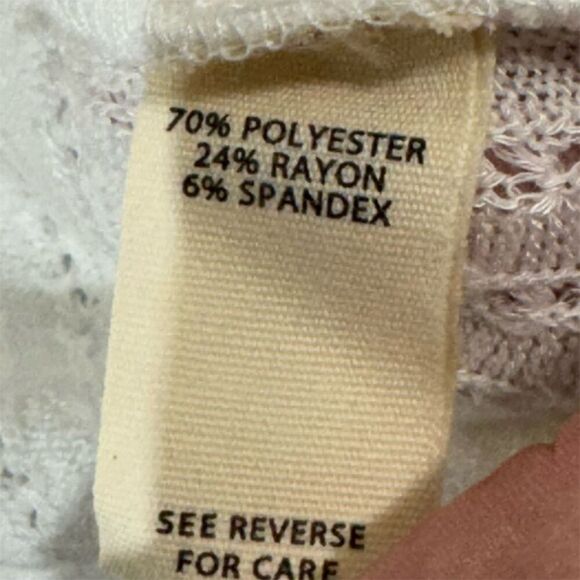 70% POLYESTER
24% RAYON
6% SPANDEX
SEE REVERSE
FOR CARE